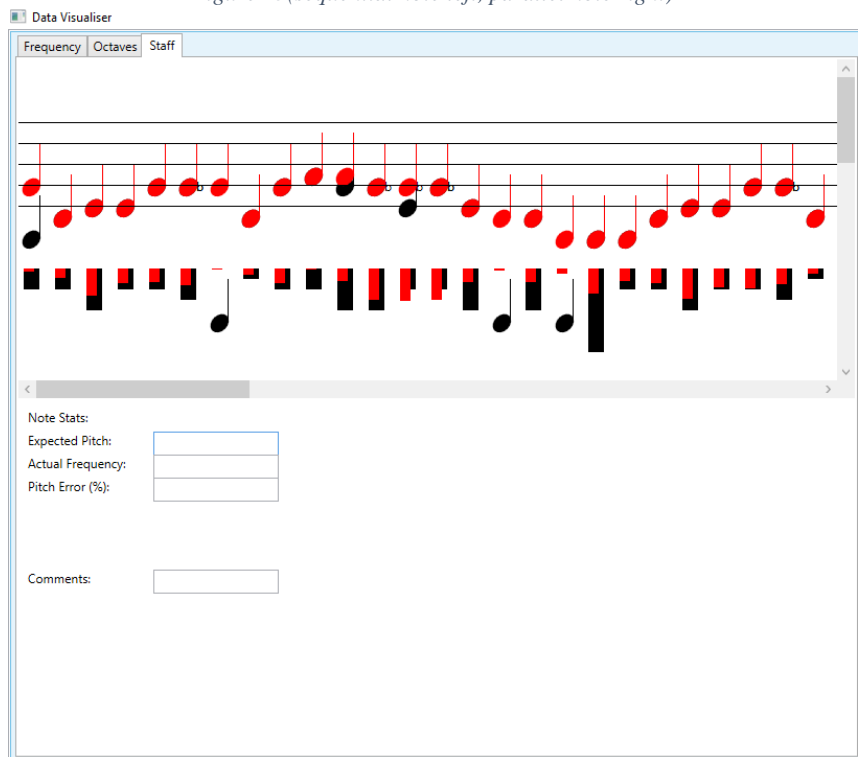 Data Visualiser
Frequency Octaves Staff
Note Stats:
Expected Pitch:
Actual Frequency:
Pitch Error (%):
Comments: